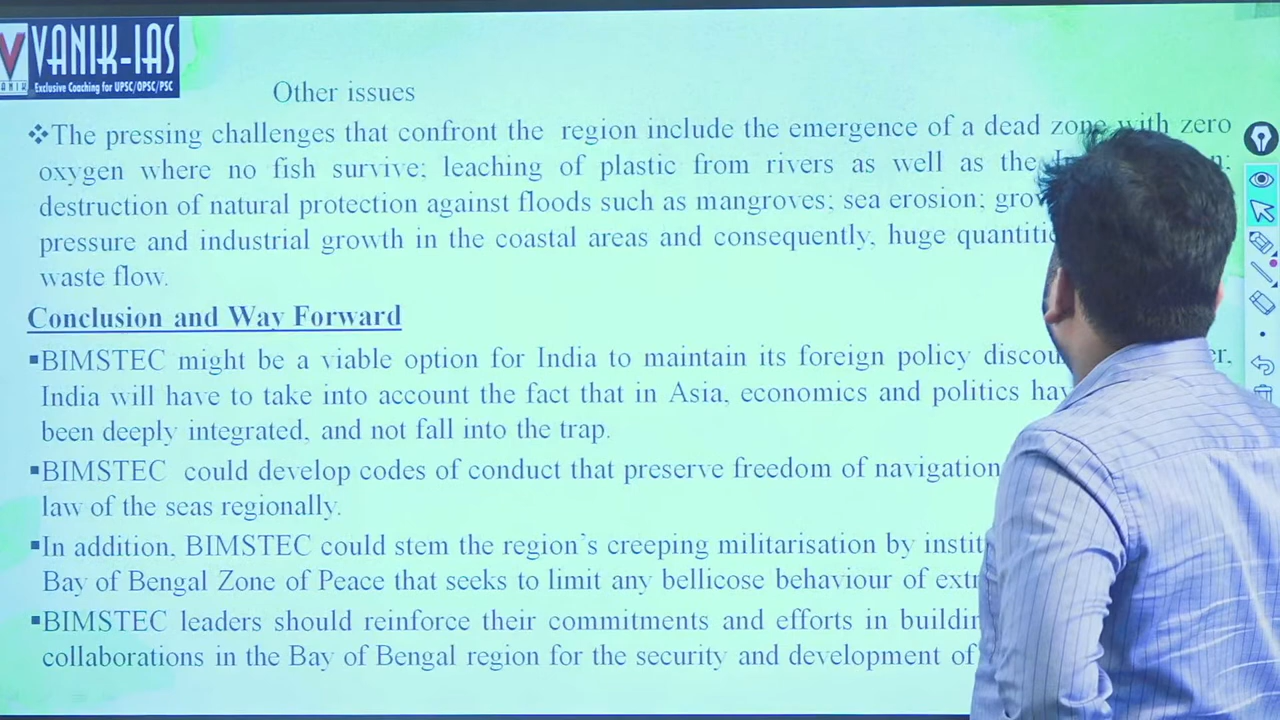 VANIK-IAS
Exclusive Coaching for UPSC/OPSC/PSC
VANIK
Other issues
❖The pressing challenges that confront the region include the emergence of a dead zone with zero
oxygen where no fish survive; leaching of plastic from rivers as well as the
destruction of natural protection against floods such as mangroves; sea erosion;
pressure and industrial growth in the coastal areas and consequently, huge
waste flow.
Conclusion and Way Forward
▪BIMSTEC might be a viable option for India to maintain its foreign policy
India will have to take into account the fact that in Asia, economics and politics
been deeply integrated, and not fall into the trap.
▪BIMSTEC could develop codes of conduct that preserve freedom of navigation
law of the seas regionally.
▪In addition, BIMSTEC could stem the region's creeping militarisation by
Bay of Bengal Zone of Peace that seeks to limit any bellicose behaviour of
▪BIMSTEC leaders should reinforce their commitments and efforts in
collaborations in the Bay of Bengal region for the security and development of